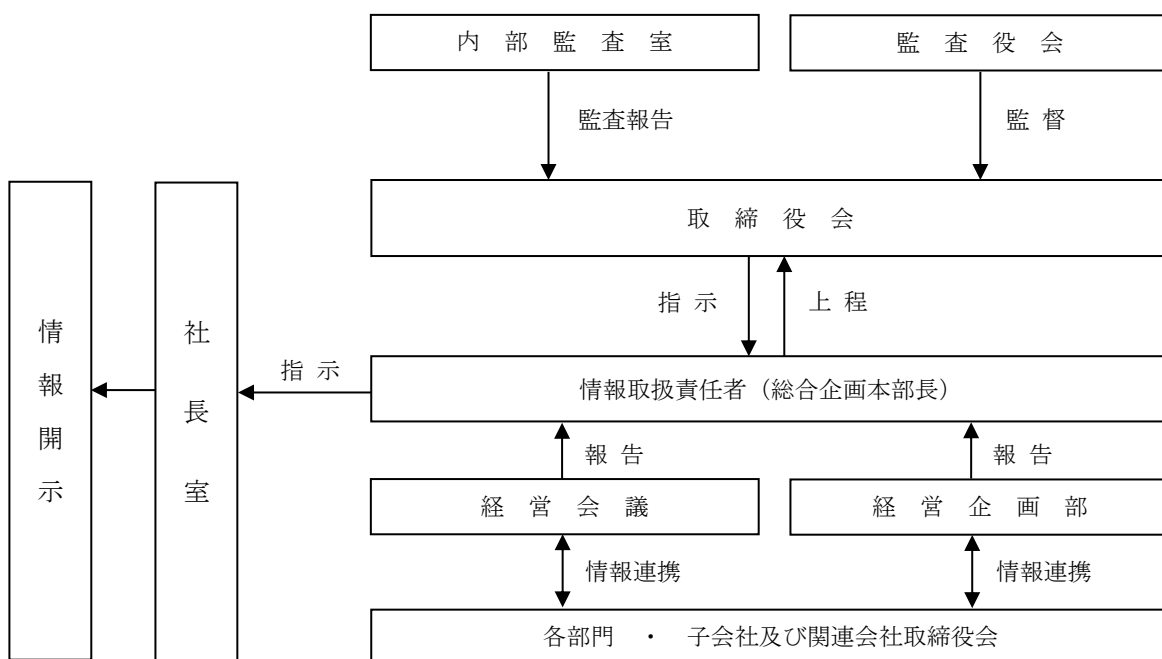 内部監査室
監査役会
監査報告
監督
取締役会
指示
上程
情報開示
社長室
指示
情報取扱責任者（総合企画本部長）
報告
報告
経営会議
経営企画部
情報連携
情報連携
各部門 ・ 子会社及び関連会社取締役会